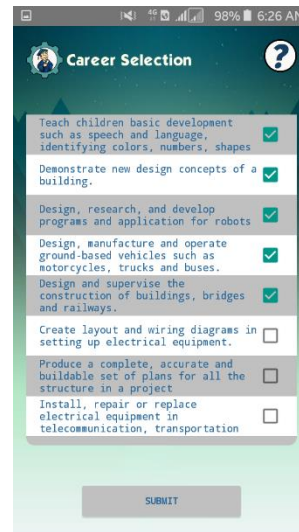 4G 98% 6:26 AM
Career Selection ?
Teach children basic development
such as speech and language,
identifying colors, numbers, shapes
Demonstrate new design concepts of a
building.
Design, research, and develop
programs and application for robots
Design, manufacture and operate
ground-based vehicles such as
motorcycles, trucks and buses.
Design and supervise the
construction of buildings, bridges
and railways.
Create layout and wiring diagrams in
setting up electrical equipment.
Produce a complete, accurate and
buildable set of plans for all the
structure in a project
Install, repair or replace
electrical equipment in
telecommunication, transportation
SUBMIT